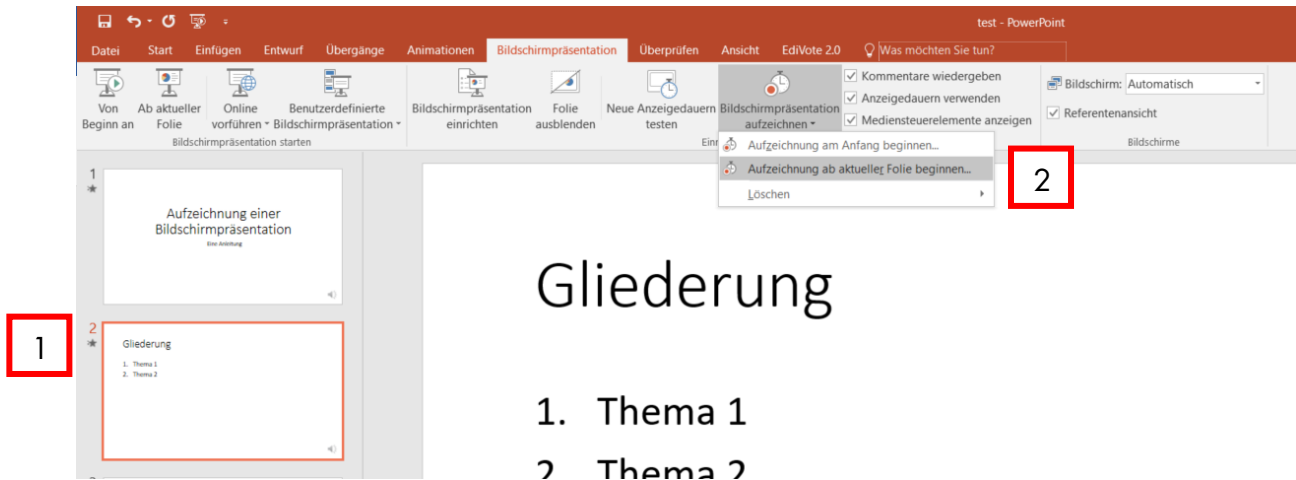 test - PowerPoint
Datei Start Einfügen Entwurf Übergänge Animationen Bildschirmpräsentation Überprüfen Ansicht EdiVote 2.0 Was möchten Sie tun?
Von Beginn an
Ab aktueller Folie
Online vorführen
Benutzerdefinierte Bildschirmpräsentation
Bildschirmpräsentation starten
Bildschirmpräsentation einrichten
Folie ausblenden
Neue Anzeigedauern testen
Bildschirmpräsentation aufzeichnen
Kommentare wiedergeben
Anzeigedauern verwenden
Mediensteuerelemente anzeigen
Einr
Bildschirm: Automatisch
Referentenansicht
Bildschirme
Aufzeichnung am Anfang beginnen...
Aufzeichnung ab aktueller Folie beginnen...
Löschen
2
1
Aufzeichnung einer
Bildschirmpräsentation
Eine Anleitung
1
2
Gliederung
1. Thema 1
2. Thema 2
Gliederung
1. Thema 1
2. Thema 2